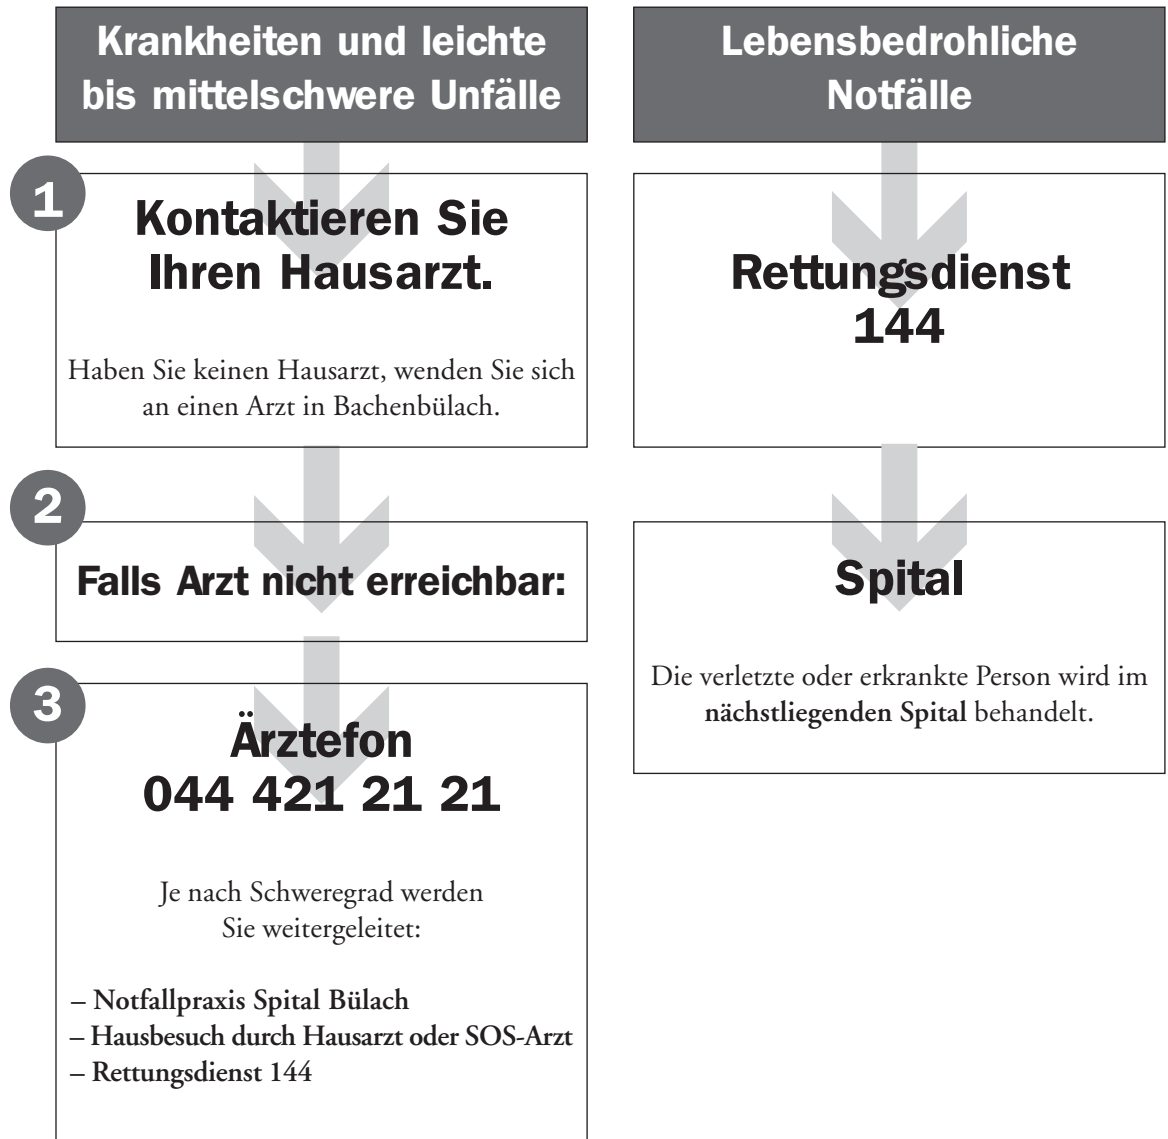 Krankheiten und leichte
bis mittelschwere Unfälle
1
Kontaktieren Sie
Ihren Hausarzt.
Haben Sie keinen Hausarzt, wenden Sie sich
an einen Arzt in Bachenbülach.
2
Falls Arzt nicht erreichbar:
3
Ärztefon
044 421 21 21
Je nach Schweregrad werden
Sie weitergeleitet:
– Notfallpraxis Spital Bülach
– Hausbesuch durch Hausarzt oder SOS-Arzt
– Rettungsdienst 144
Lebensbedrohliche
Notfälle
Rettungsdienst
144
Spital
Die verletzte oder erkrankte Person wird im
nächstliegenden Spital behandelt.